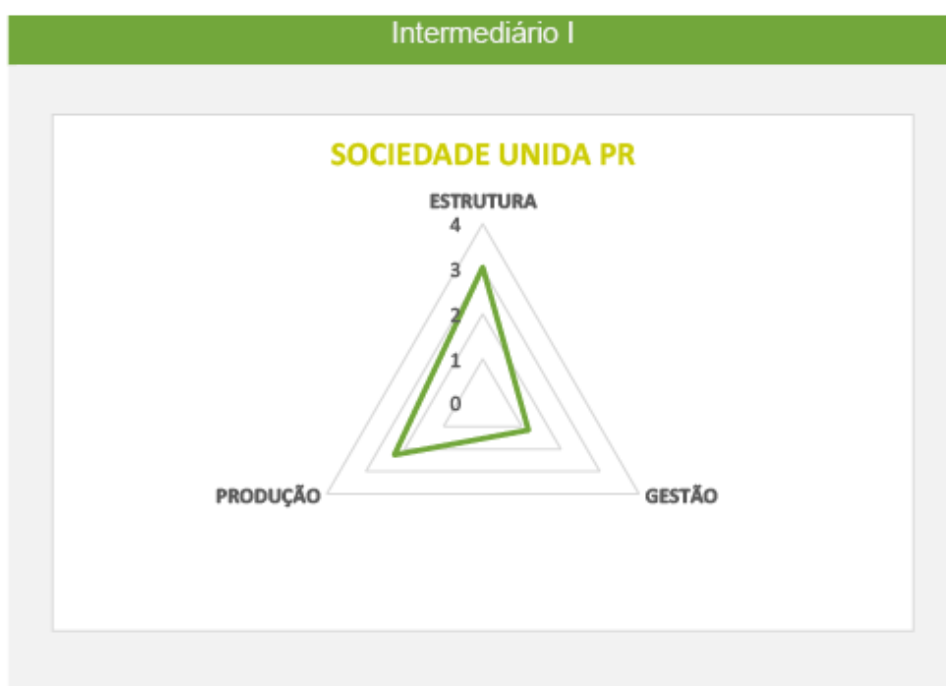 Intermediário I
SOCIEDADE UNIDA PR
ESTRUTURA
4
3
2
1
0
PRODUÇÃO
GESTÃO